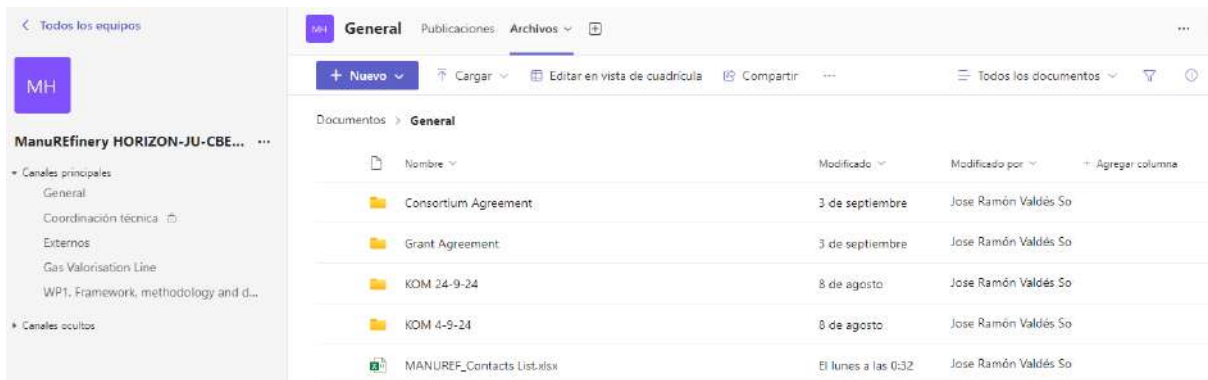 Todos los equipos
MH
ManuREfinery HORIZON-JU-CBE... ...
Canales principales
General
Coordinación técnica
Externos
Gas Valorisation Line
WP1. Framework, methodology and d...
Canales ocultos
MH General Publicaciones Archivos ...
+ Nuevo Cargar Editar en vista de cuadrícula Compartir ... Todos los documentos
Documentos > General
Nombre Modificado Modificado por + Agregar columna
Consortium Agreement 3 de septiembre Jose Ramón Valdés So
Grant Agreement 3 de septiembre Jose Ramón Valdés So
KOM 24-9-24 8 de agosto Jose Ramón Valdés So
KOM 4-9-24 8 de agosto Jose Ramón Valdés So
MANUREF_Contacts List.xlsx El lunes a las 0:32 Jose Ramón Valdés So